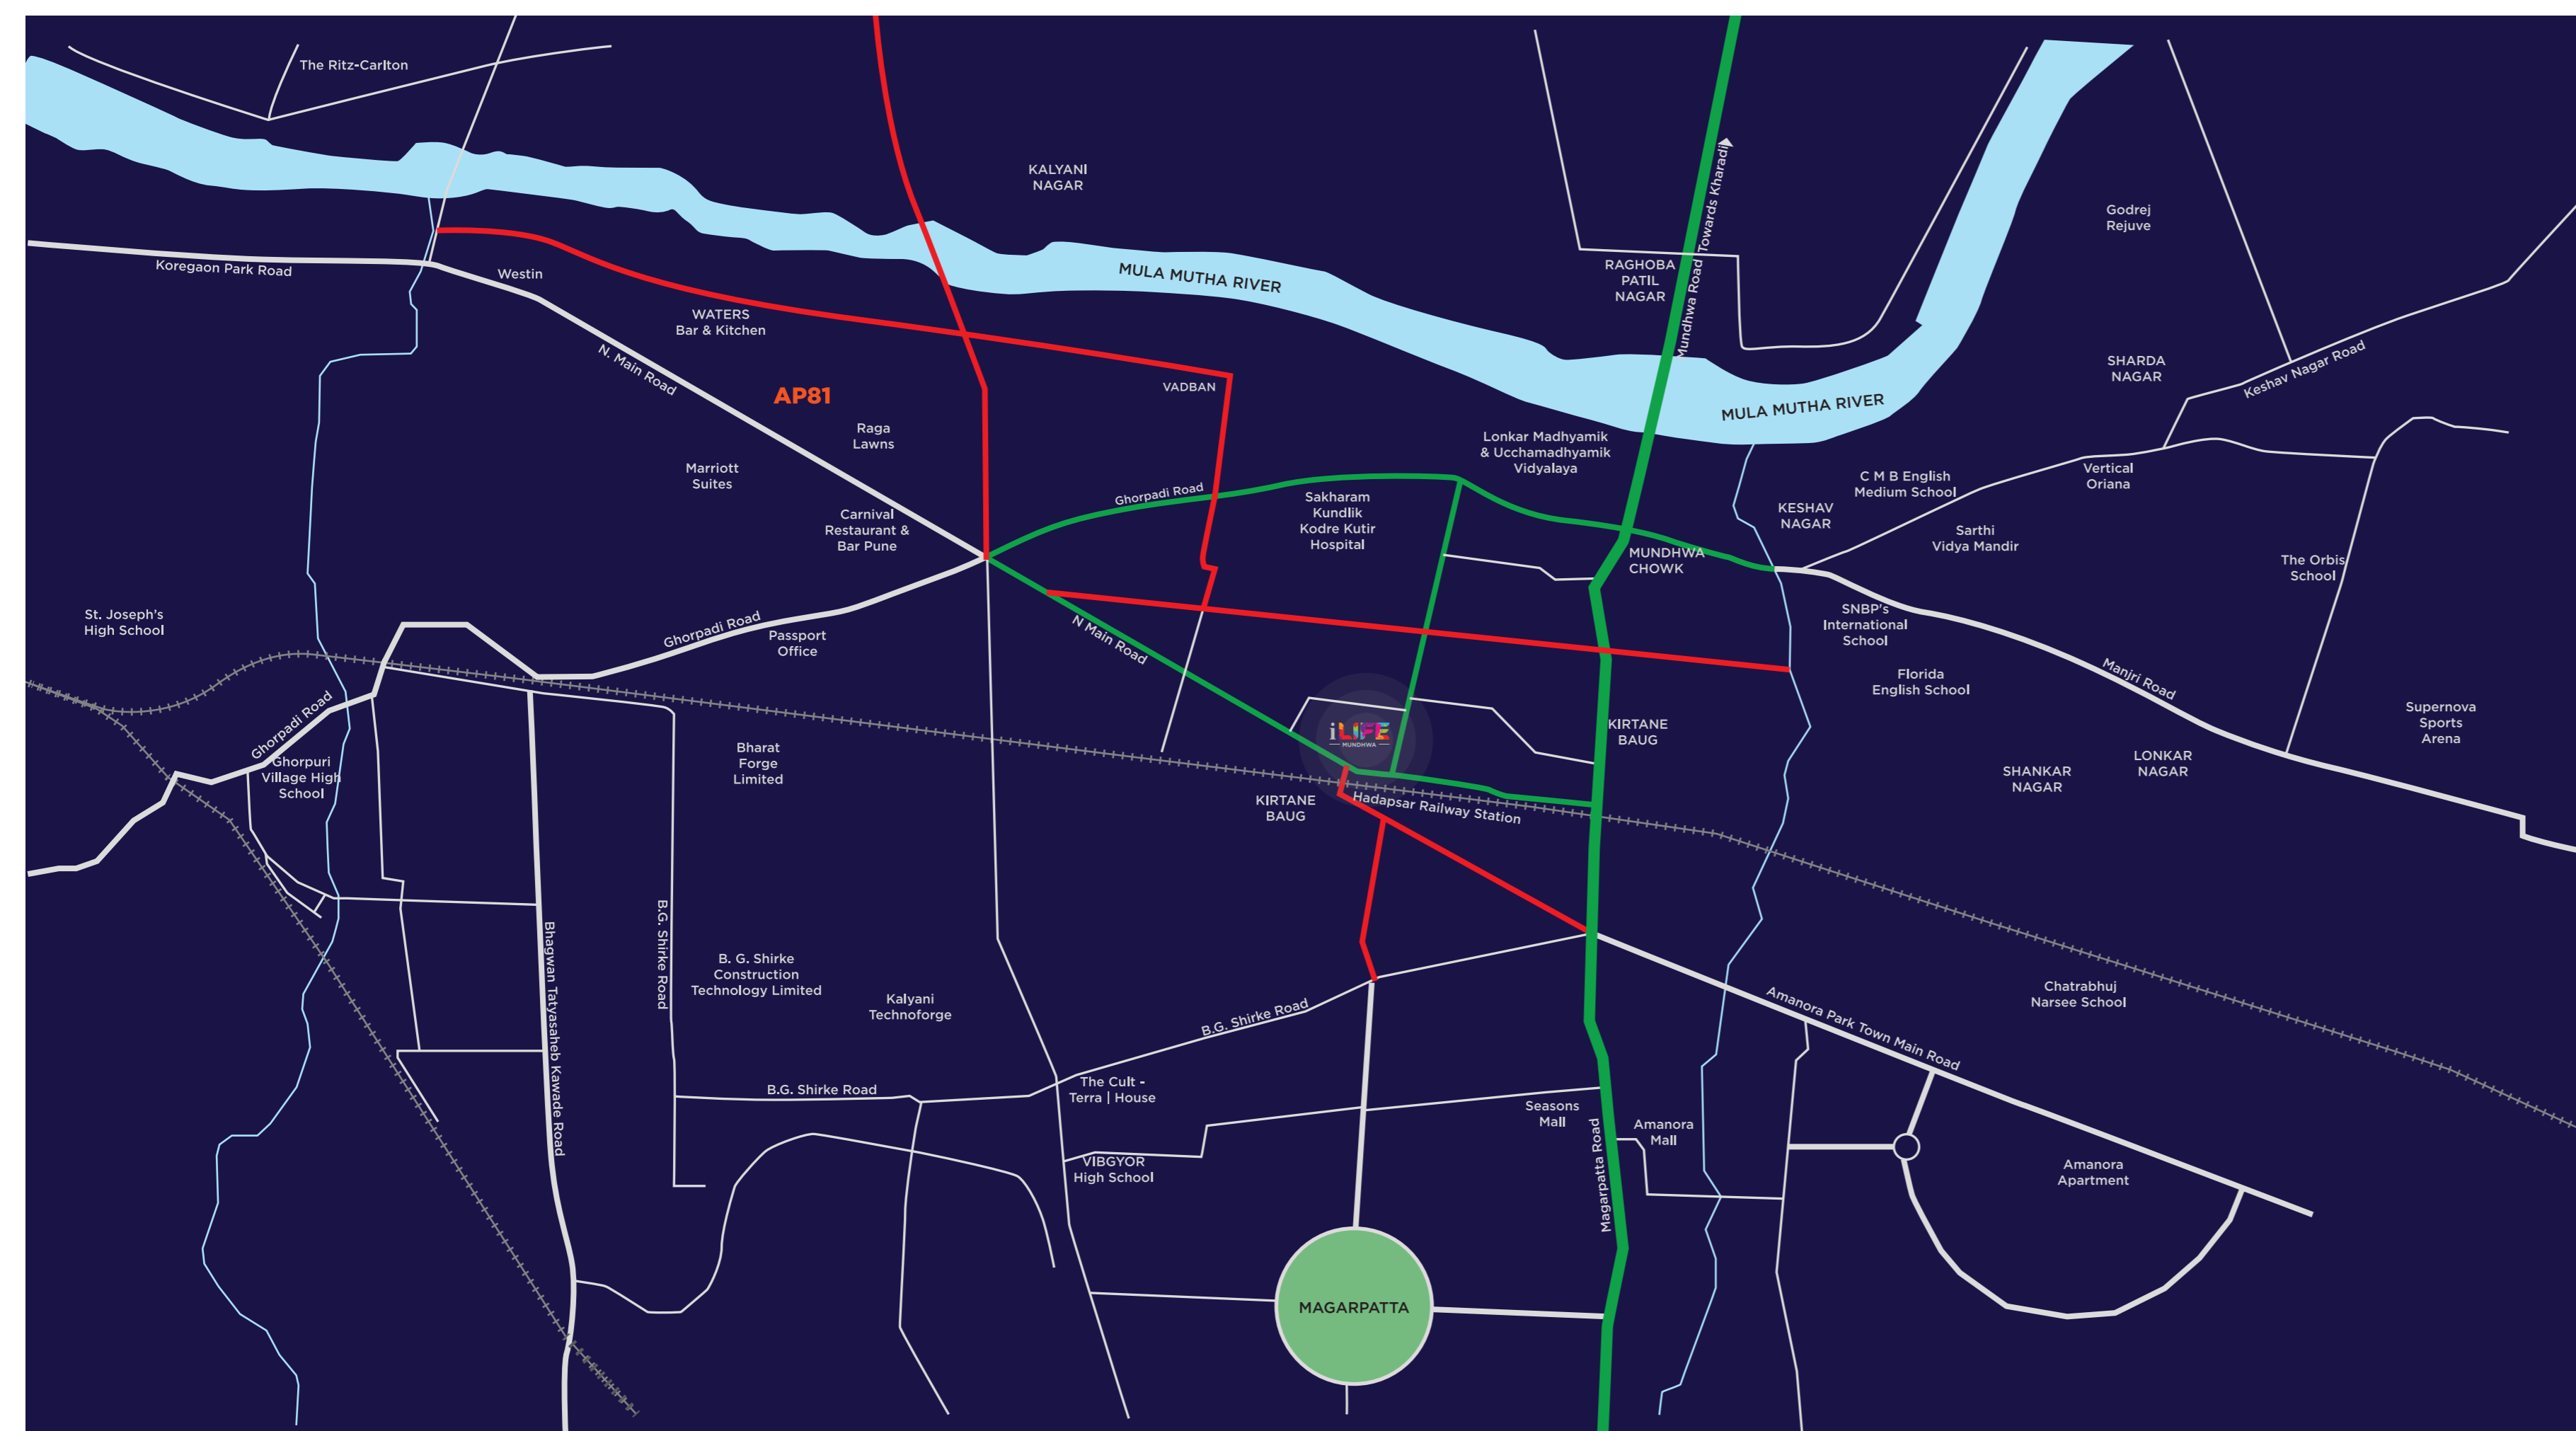 The Ritz-Carlton
KALYANI
NAGAR
Godrej
Rejuve
Mundhwa Road Towards Kharadi
Koregaon Park Road
Westin
MULA MUTHA RIVER
RAGHOBA
PATIL
NAGAR
WATERS
Bar & Kitchen
N. Main Road
AP81
VADBAN
MULA MUTHA RIVER
SHARDA
NAGAR
Keshav Nagar Road
Raga
Lawns
Marriott
Suites
Lonkar Madhyamik
& Ucchamadhyamik
Vidyalaya
Ghorpadi Road
Sakharam
Kundlik
Kodre Kutir
Hospital
C M B English
Medium School
Vertical
Oriana
KESHAV
NAGAR
Sarthi
Vidya Mandir
Carnival
Restaurant &
Bar Pune
MUNDHWA
CHOWK
The Orbis
School
St. Joseph's
High School
Ghorpadi Road
Passport
Office
N Main Road
SNBP's
International
School
Florida
English School
Manjri Road
Ghorpadi Road
Ghorpuri
Village High
School
Bharat
Forge
Limited
iLIFE
MUNDHWA
KIRTANE
BAUG
Supernova
Sports
Arena
LONKAR
NAGAR
SHANKAR
NAGAR
KIRTANE
BAUG
Hadapsar Railway Station
B.G. Shirke Road
Bhagwan Tatyasaheb Kawade Road
B. G. Shirke
Construction
Technology Limited
Kalyani
Technoforge
B.G. Shirke Road
Chatrabhuj
Narsee School
Amanora Park Town Main Road
B.G. Shirke Road
The Cult -
Terra | House
Seasons
Mall
Amanora
Mall
Magarpatta Road
VIBGYOR
High School
Amanora
Apartment
MAGARPATTA